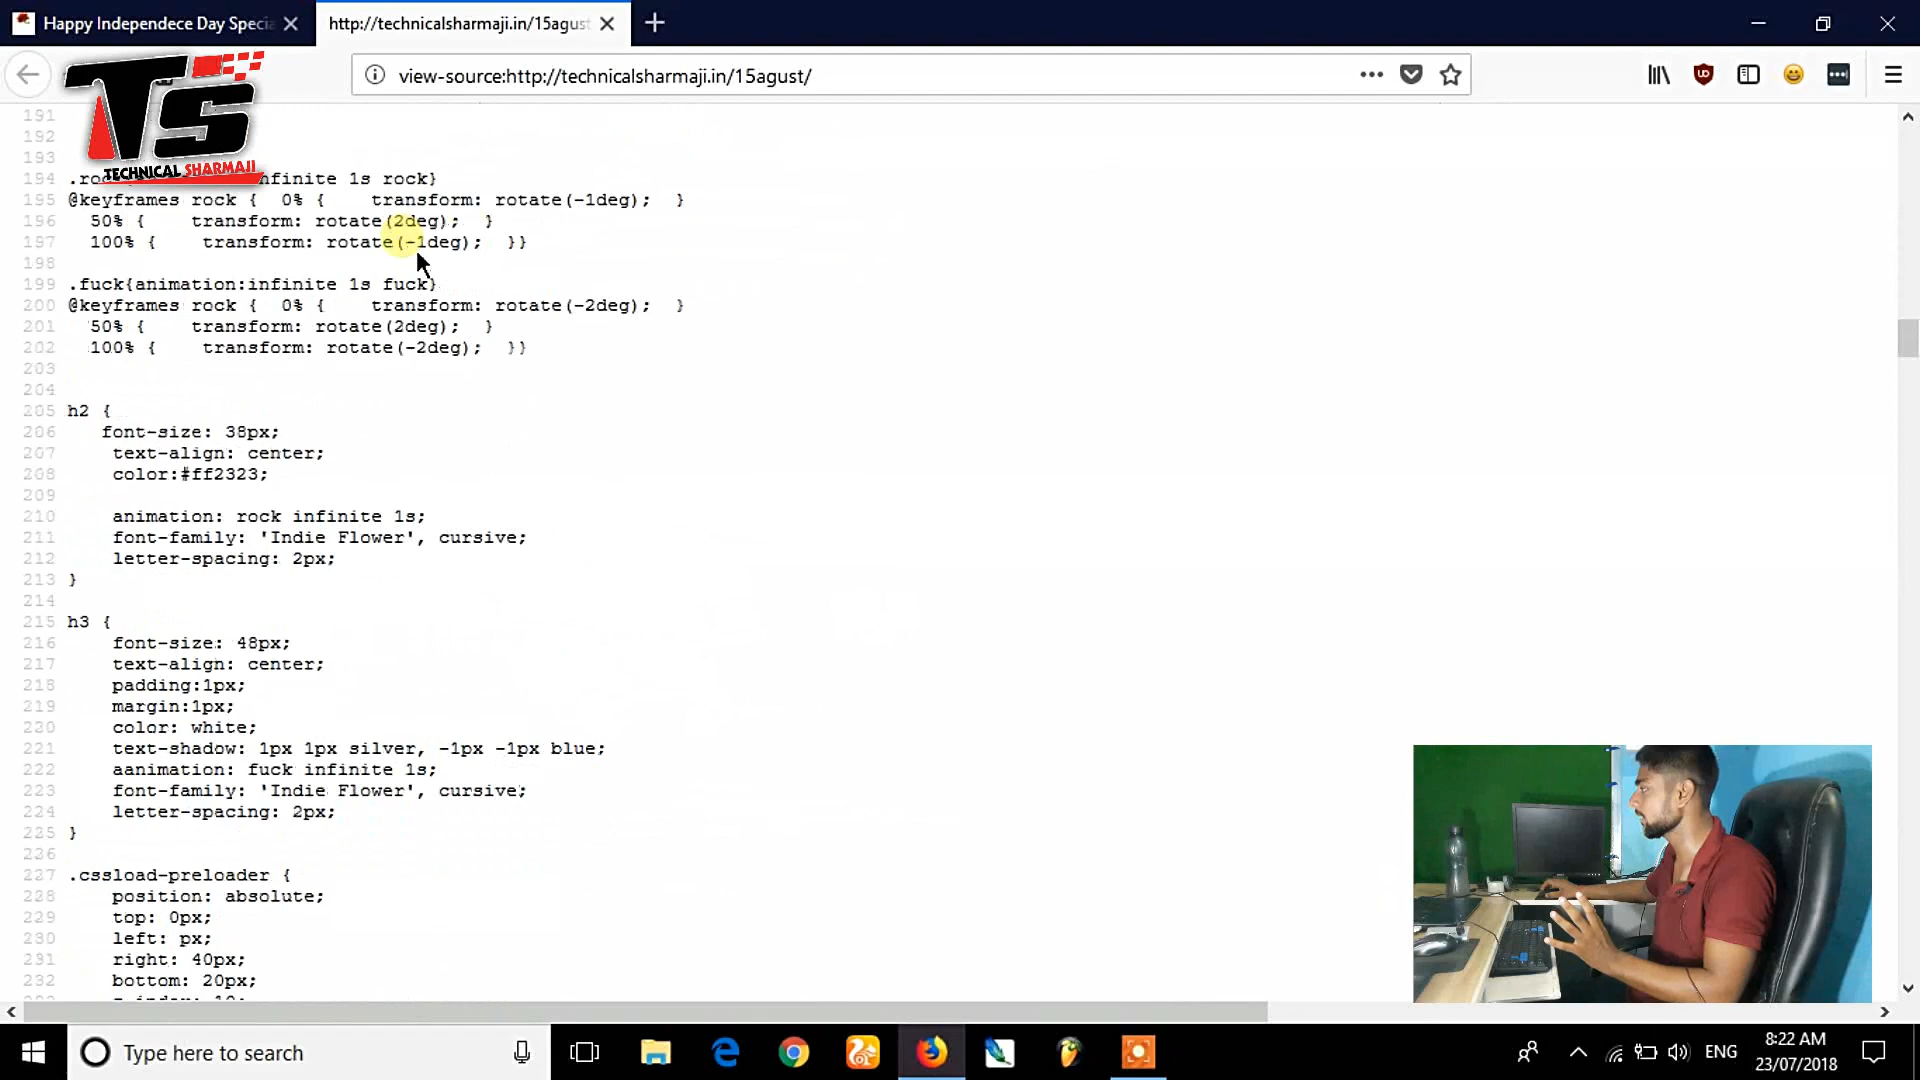 Happy Independece Day Specia
http://technicalsharmaji.in/15agust
view-source:http://technicalsharmaji.in/15agust/
TS
TECHNICAL SHARMAJI
191
192
193
194 .ro nfinite 1s rock}
195 @keyframes rock { 0% { transform: rotate(-1deg); }
196 50% { transform: rotate(2deg); }
197 100% { transform: rotate(-1deg); }}
198
199 .fuck{animation:infinite 1s fuck}
200 @keyframes rock { 0% { transform: rotate(-2deg); }
201 50% { transform: rotate(2deg); }
202 100% { transform: rotate(-2deg); }}
203
204
205 h2 {
206 font-size: 38px;
207 text-align: center;
208 color:#ff2323;
209
210 animation: rock infinite 1s;
211 font-family: 'Indie Flower', cursive;
212 letter-spacing: 2px;
213 }
214
215 h3 {
216 font-size: 48px;
217 text-align: center;
218 padding:1px;
219 margin:1px;
220 color: white;
221 text-shadow: 1px 1px silver, -1px -1px blue;
222 aanimation: fuck infinite 1s;
223 font-family: 'Indie Flower', cursive;
224 letter-spacing: 2px;
225 }
226
227 .cssload-preloader {
228 position: absolute;
229 top: 0px;
230 left: px;
231 right: 40px;
232 bottom: 20px;
Type here to search
ENG
8:22 AM
23/07/2018